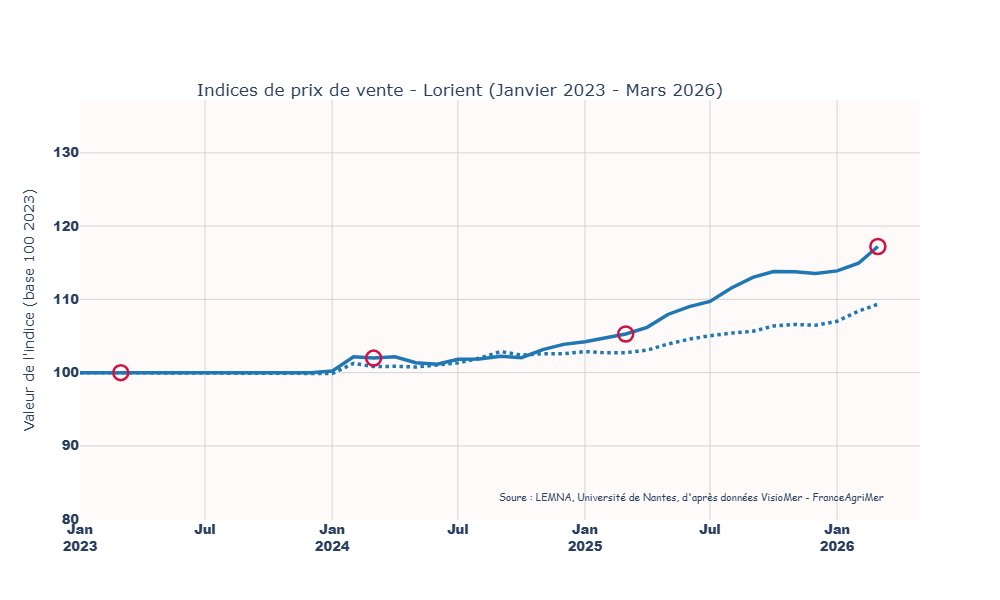 Indices de prix de vente - Lorient (Janvier 2023 - Mars 2026)
Valeur de l'indice (base 100 2023)
130
120
110
100
90
80
Soure : LEMNA, Université de Nantes, d'après données VisioMer - FranceAgriMer
Jan Jul Jan Jul Jan Jul Jan
2023 2024 2025 2026